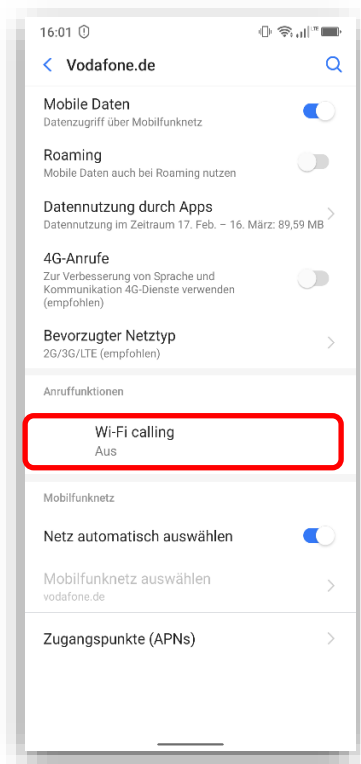 16:01
Vodafone.de
Mobile Daten
Datenzugriff über Mobilfunknetz
Roaming
Mobile Daten auch bei Roaming nutzen
Datennutzung durch Apps
Datennutzung im Zeitraum 17. Feb. – 16. März: 89,59 MB
4G-Anrufe
Zur Verbesserung von Sprache und
Kommunikation 4G-Dienste verwenden
(empfohlen)
Bevorzugter Netztyp
2G/3G/LTE (empfohlen)
Anruffunktionen
Wi-Fi calling
Aus
Mobilfunknetz
Netz automatisch auswählen
Mobilfunknetz auswählen
vodafone.de
Zugangspunkte (APNs)